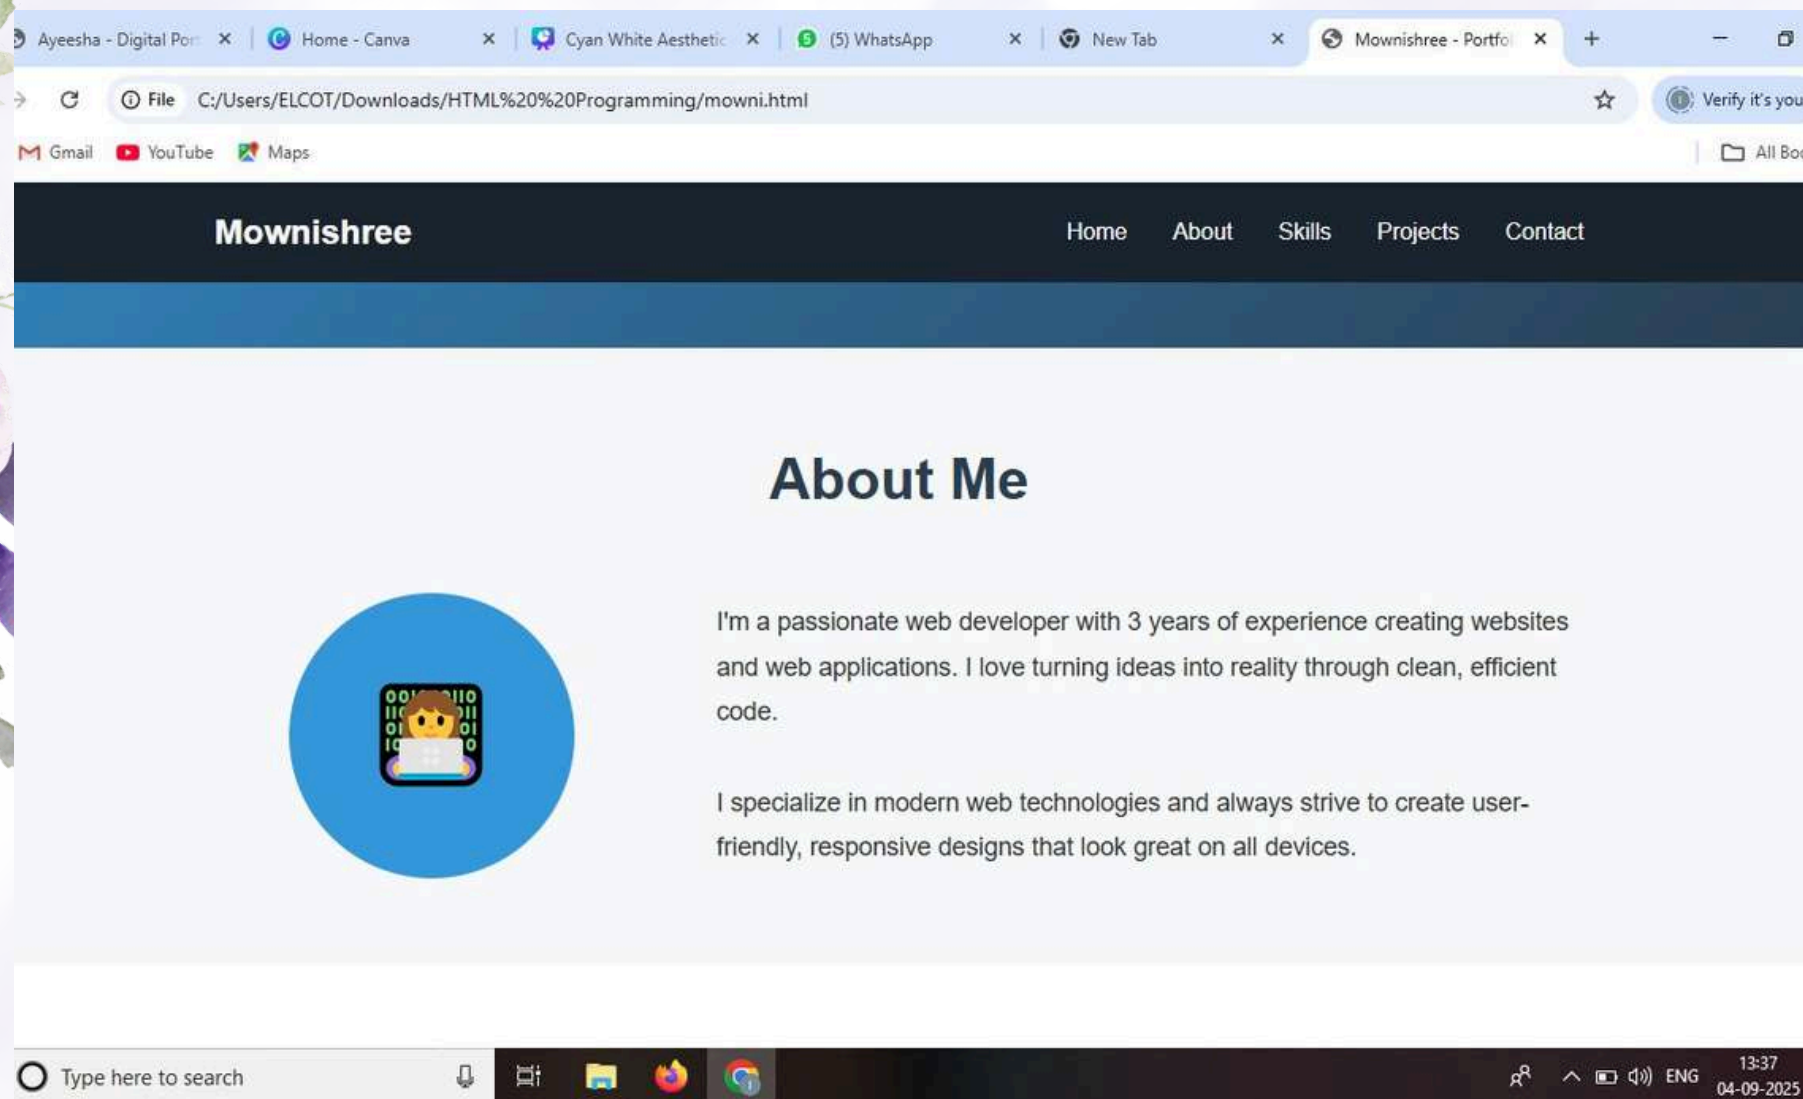 Ayeesha - Digital Por
Home - Canva
Cyan White Aesthetic
(5) WhatsApp
New Tab
Mownishree - Portfol
File C:/Users/ELCOT/Downloads/HTML%20%20Programming/mowni.html
Verify it's you
Gmail YouTube Maps
All Boo
Mownishree
Home About Skills Projects Contact
About Me
I'm a passionate web developer with 3 years of experience creating websites
and web applications. I love turning ideas into reality through clean, efficient
code.
I specialize in modern web technologies and always strive to create user-
friendly, responsive designs that look great on all devices.
Type here to search
ENG
13:37
04-09-2025